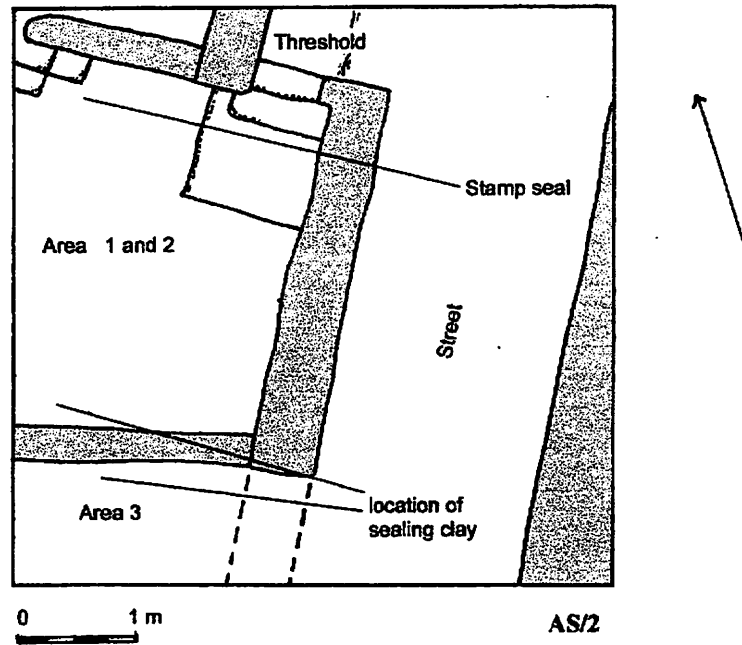 Threshold
Stamp seal
Area 1 and 2
Street
location of
sealing clay
Area 3
0 1 m
AS/2